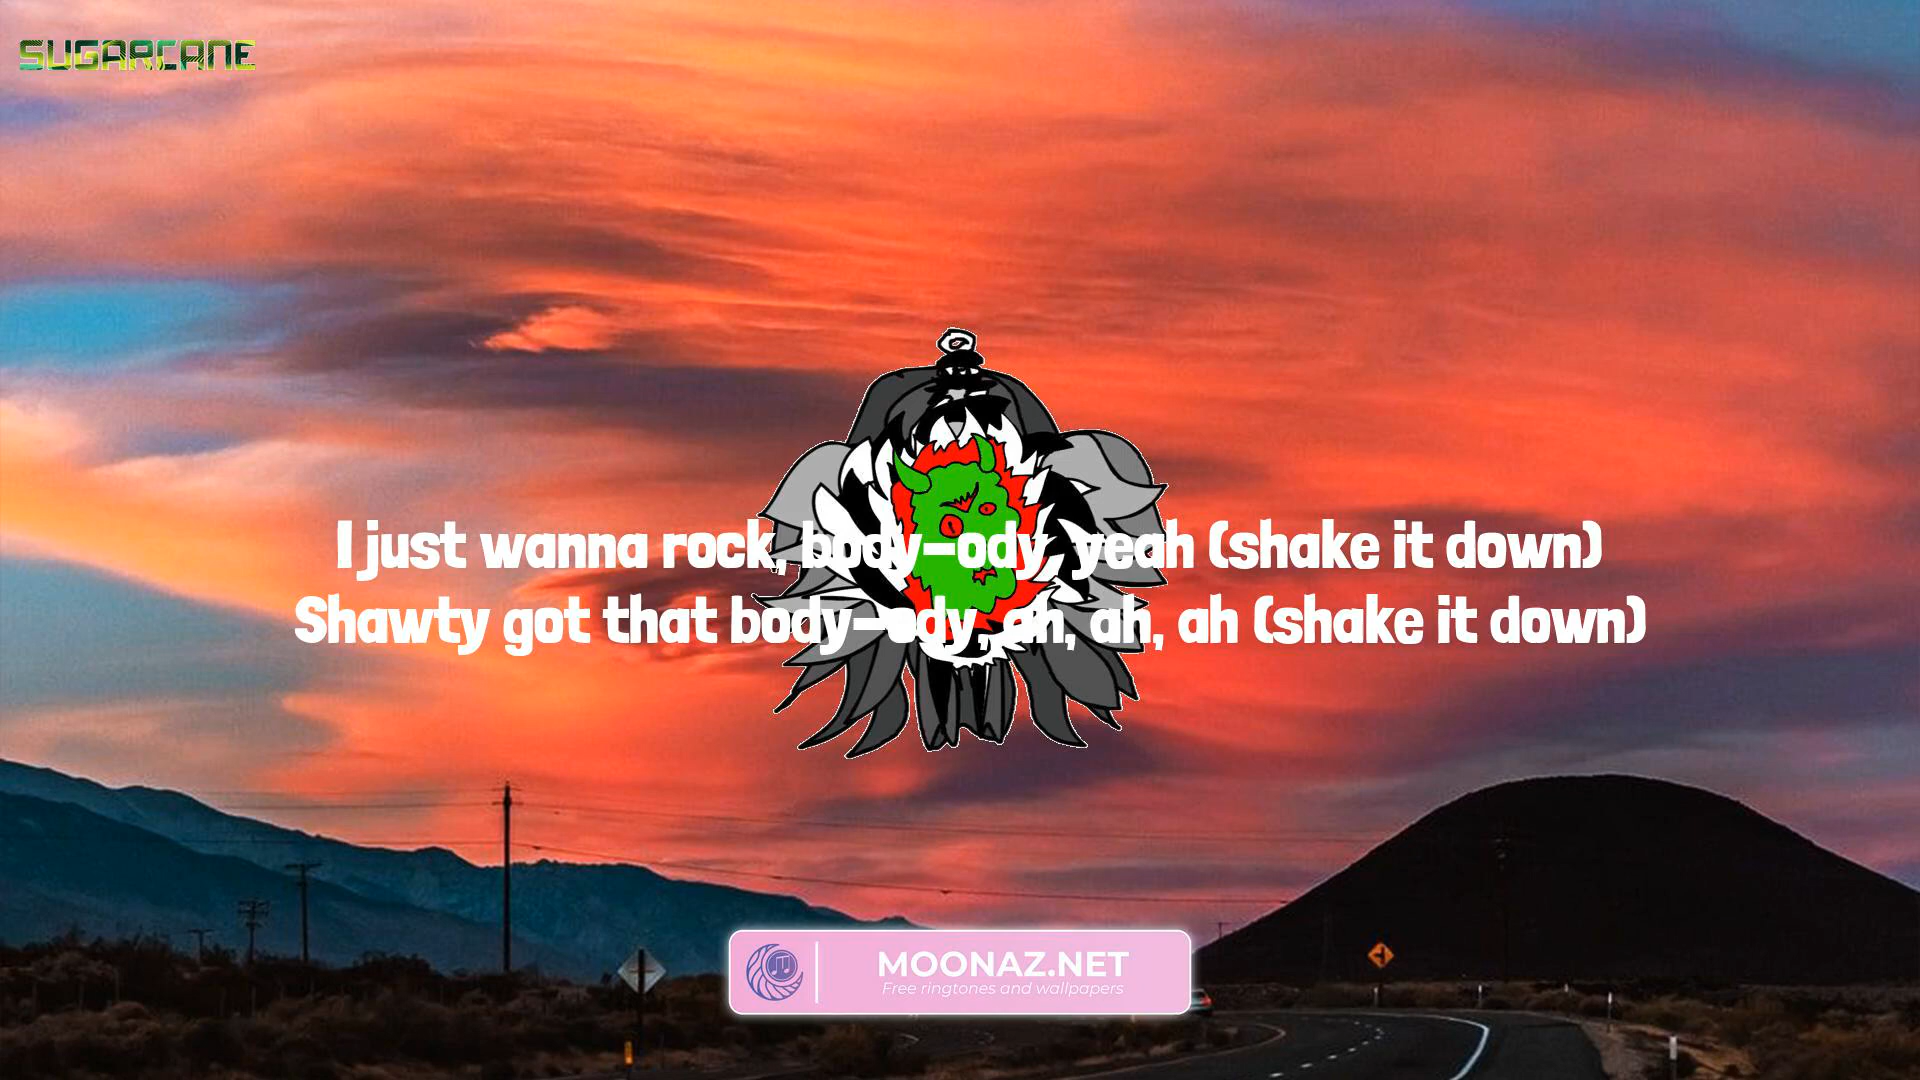 SUGARCANE
I just wanna rock, body-ody, yeah (shake it down)
Shawty got that body-ody, ah, ah, ah (shake it down)
MOONAZ.NET
Free ringtones and wallpapers